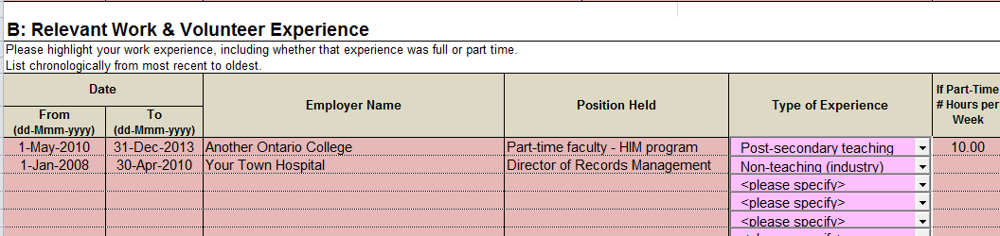 B: Relevant Work & Volunteer Experience
Please highlight your work experience, including whether that experience was full or part time.
List chronologically from most recent to oldest.
Date
From
(dd-Mmm-yyyy)
To
(dd-Mmm-yyyy)
Employer Name
Position Held
Type of Experience
If Part-Time
# Hours per
Week
1-May-2010 31-Dec-2013 Another Ontario College Part-time faculty - HIM program Post-secondary teaching 10.00
1-Jan-2008 30-Apr-2010 Your Town Hospital Director of Records Management Non-teaching (industry)
<please specify>
<please specify>
<please specify>